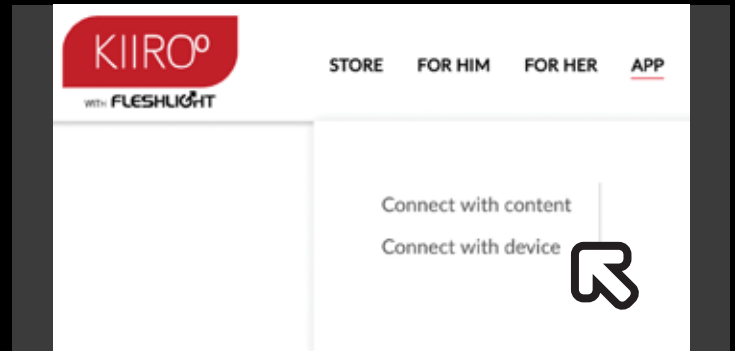 KIIROO
WITH FLESHLIGHT
STORE FOR HIM FOR HER APP
Connect with content
Connect with device